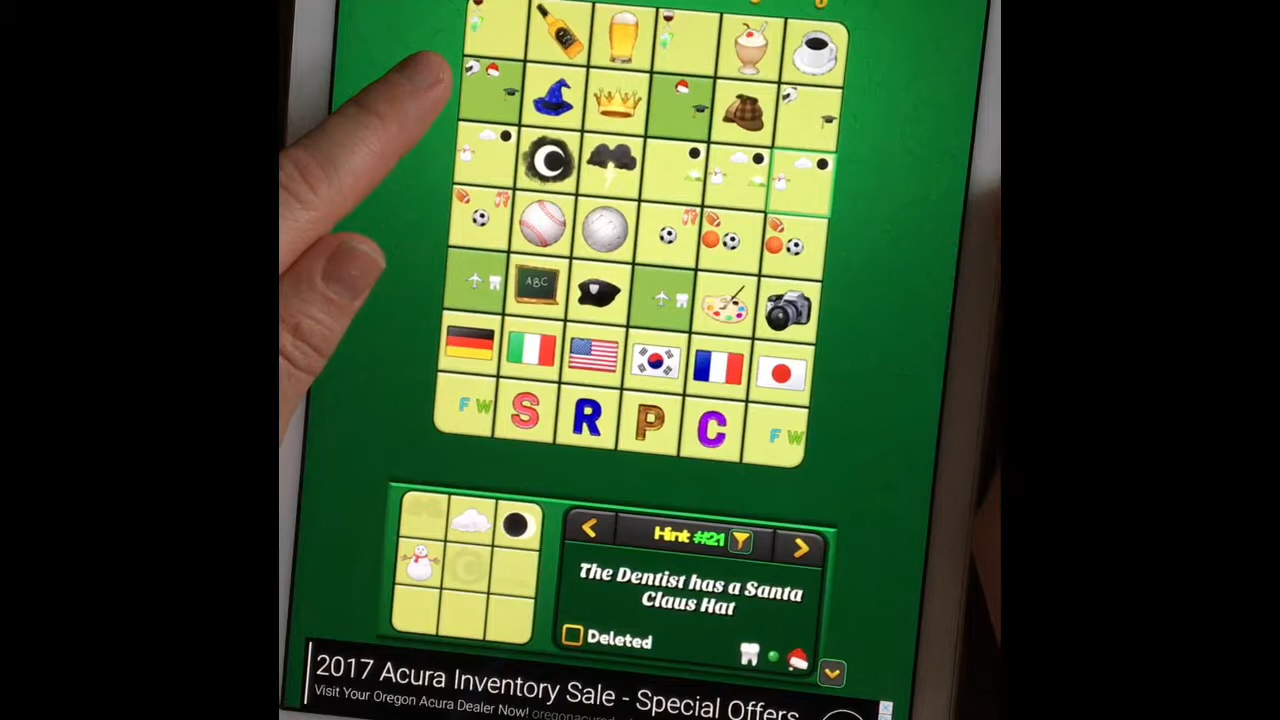 ABC
F W S R P C F W
Hint #21
The Dentist has a Santa
Claus Hat
Deleted
2017 Acura Inventory Sale - Special Offers
Visit Your Oregon Acura Dealer Now!